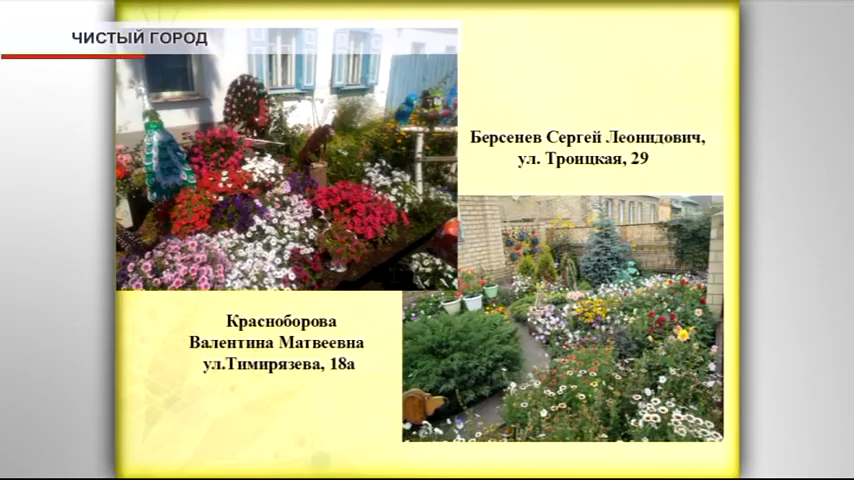 ЧИСТЫЙ ГОРОД
Берсенев Сергей Леонидович,
ул. Троицкая, 29
Красноборова
Валентина Матвеевна
ул.Тимирязева, 18а